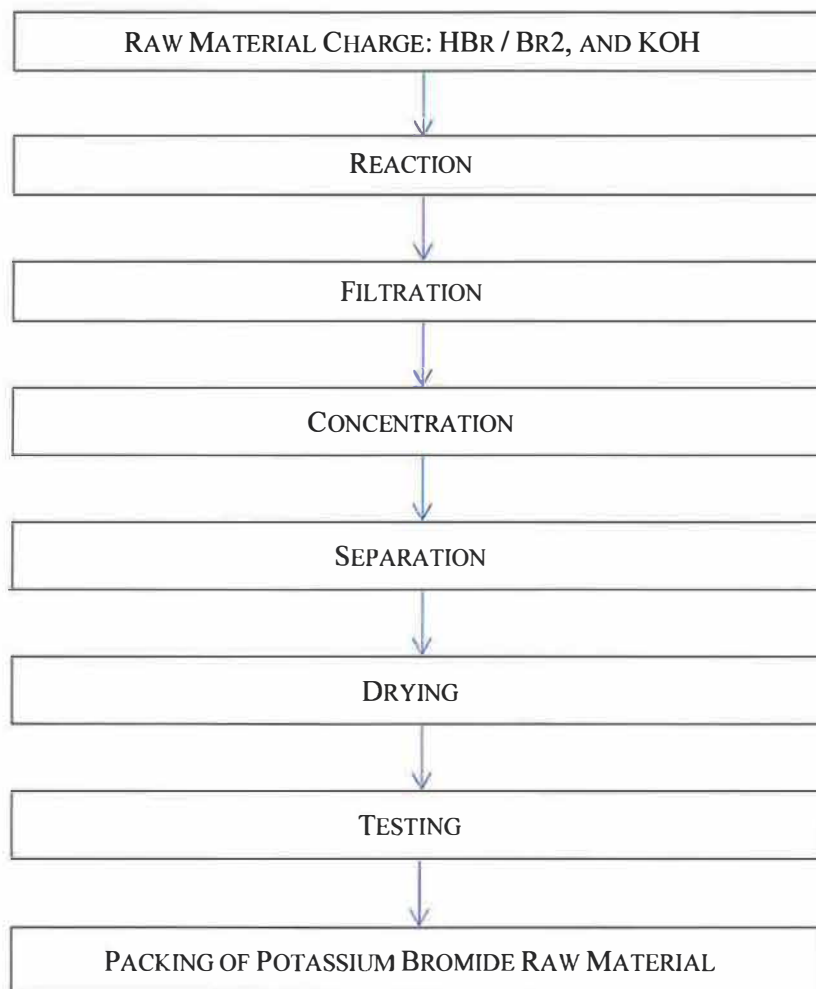 RAW MATERIAL CHARGE: HBR / BR2, AND KOH
REACTION
FILTRATION
CONCENTRATION
SEPARATION
DRYING
TESTING
PACKING OF POTASSIUM BROMIDE RAW MATERIAL